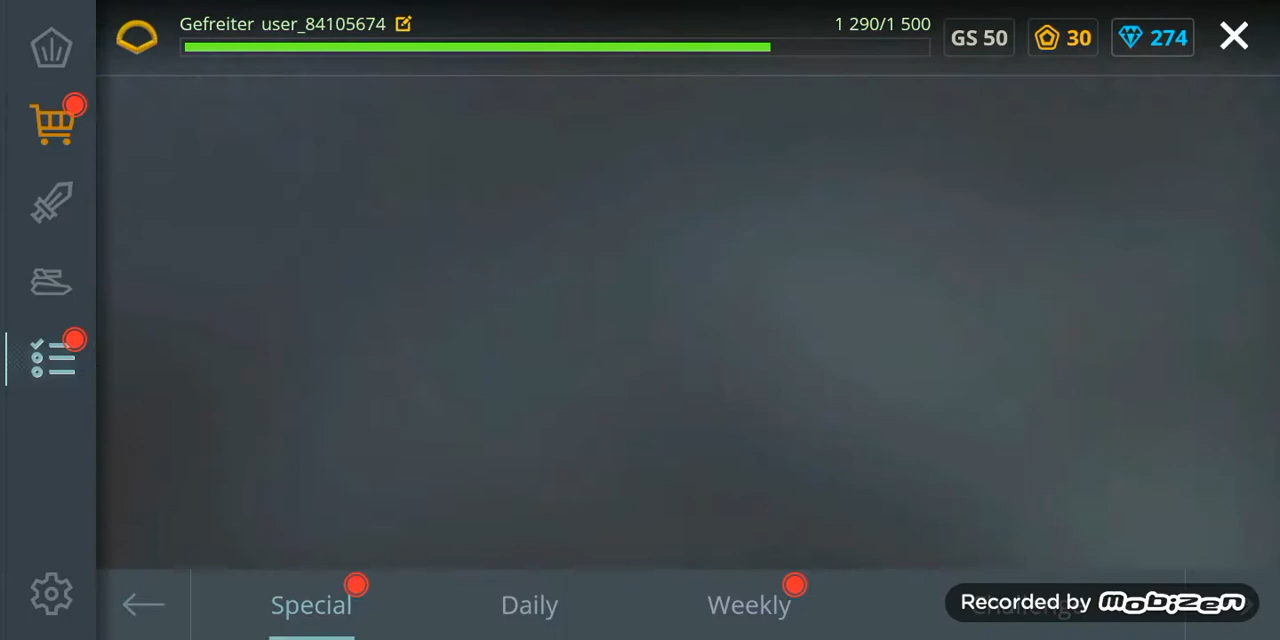 Gefreiter user_84105674
1 290/1 500
GS 50
30
274
Special
Daily
Weekly
Recorded by mobizen